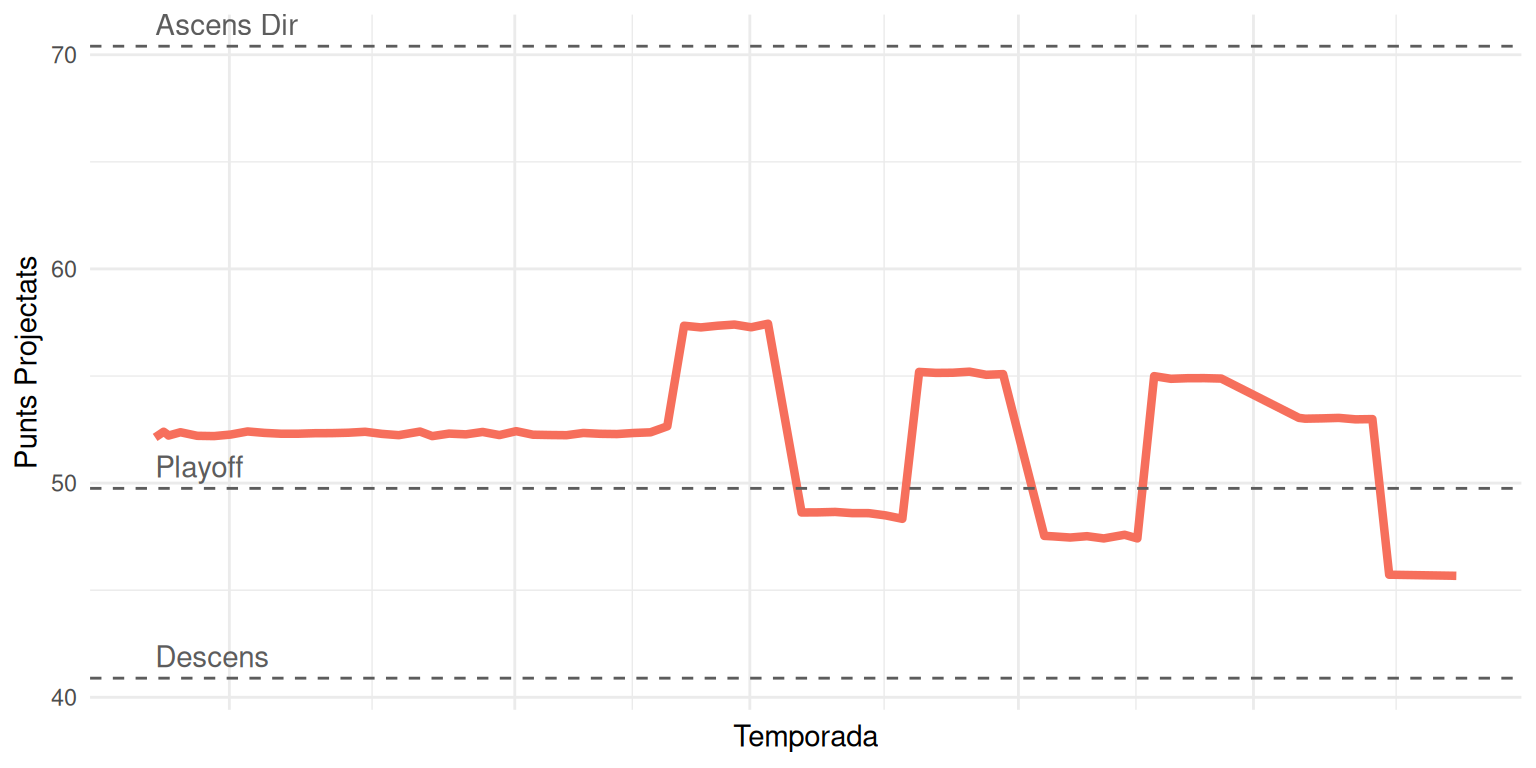 Ascens Dir
70
60
Punts Projectats
Playoff
50
Descens
40
Temporada